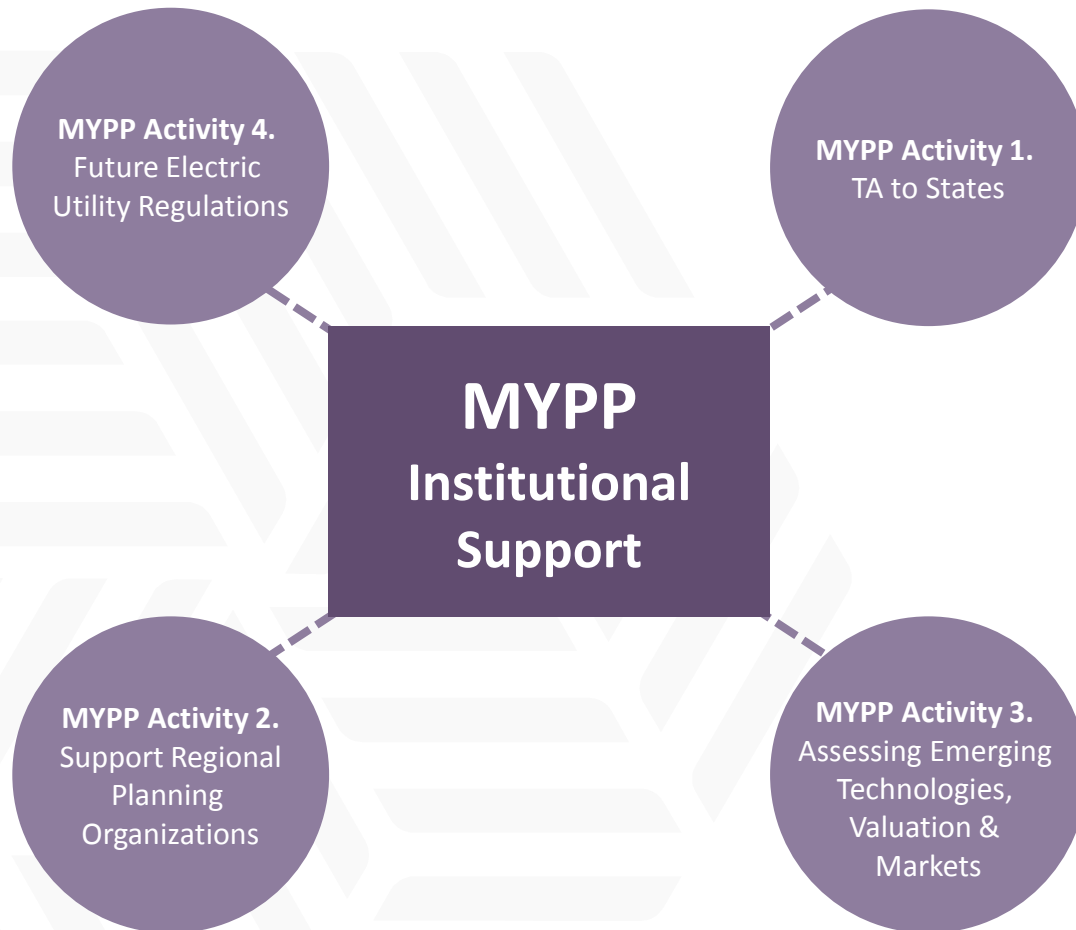 MYPP Activity 4.
Future Electric
Utility Regulations
MYPP Activity 1.
TA to States
MYPP
Institutional
Support
MYPP Activity 2.
Support Regional
Planning
Organizations
MYPP Activity 3.
Assessing Emerging
Technologies,
Valuation &
Markets